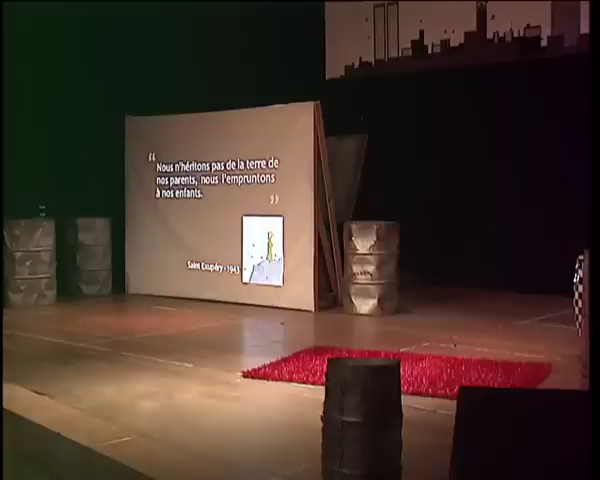 “ Nous n'héritons pas de la terre de
nos parents, nous l'empruntons
à nos enfants.
”
Saint Exupéry - 1943